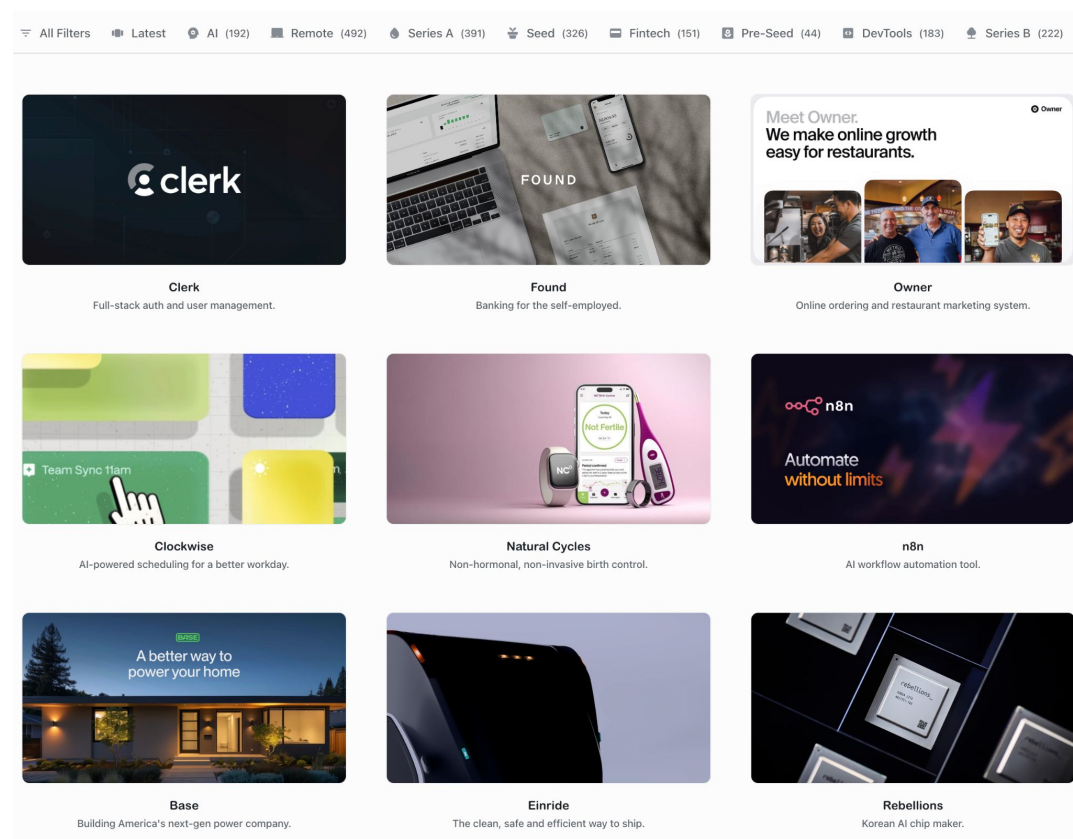 All Filters Latest AI (192) Remote (492) Series A (391) Seed (326) Fintech (151) Pre-Seed (44) DevTools (183) Series B (222)
clerk
FOUND
Owner
Meet Owner.
We make online growth
easy for restaurants.
Clerk
Full-stack auth and user management.
Found
Banking for the self-employed.
Owner
Online ordering and restaurant marketing system.
Team Sync 11am
Today
Not Fertile
NC°
n8n
Automate
without limits
Clockwise
AI-powered scheduling for a better workday.
Natural Cycles
Non-hormonal, non-invasive birth control.
n8n
AI workflow automation tool.
BASE
A better way to
power your home
rebellions_
rebellions_
Base
Building America's next-gen power company.
Einride
The clean, safe and efficient way to ship.
Rebellions
Korean AI chip maker.